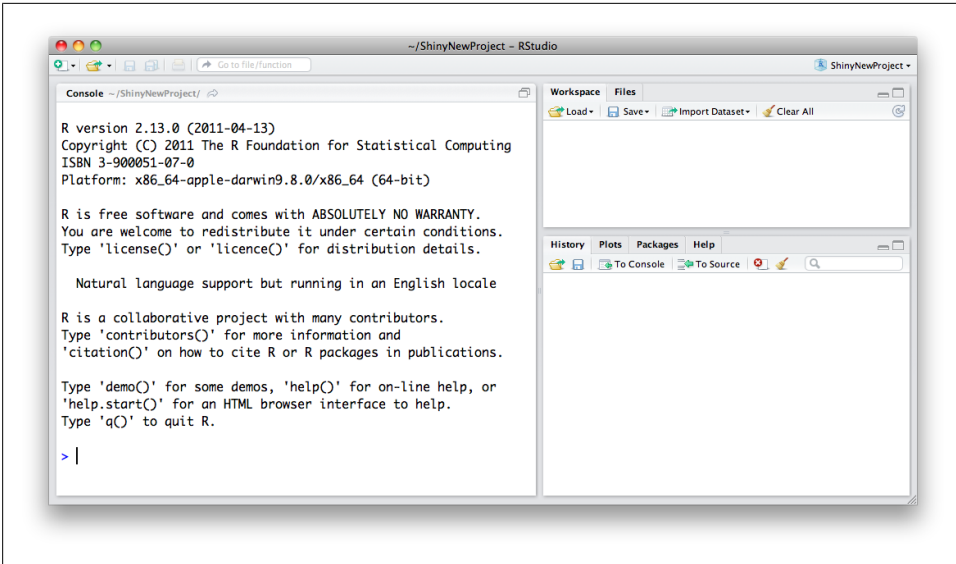 ~/ShinyNewProject – RStudio
Go to file/function
ShinyNewProject
Console ~/ShinyNewProject/
R version 2.13.0 (2011-04-13)
Copyright (C) 2011 The R Foundation for Statistical Computing
ISBN 3-900051-07-0
Platform: x86_64-apple-darwin9.8.0/x86_64 (64-bit)
R is free software and comes with ABSOLUTELY NO WARRANTY.
You are welcome to redistribute it under certain conditions.
Type 'license()' or 'licence()' for distribution details.
Natural language support but running in an English locale
R is a collaborative project with many contributors.
Type 'contributors()' for more information and
'citation()' on how to cite R or R packages in publications.
Type 'demo()' for some demos, 'help()' for on-line help, or
'help.start()' for an HTML browser interface to help.
Type 'q()' to quit R.
>
Workspace Files
Load Save Import Dataset Clear All
History Plots Packages Help
To Console To Source